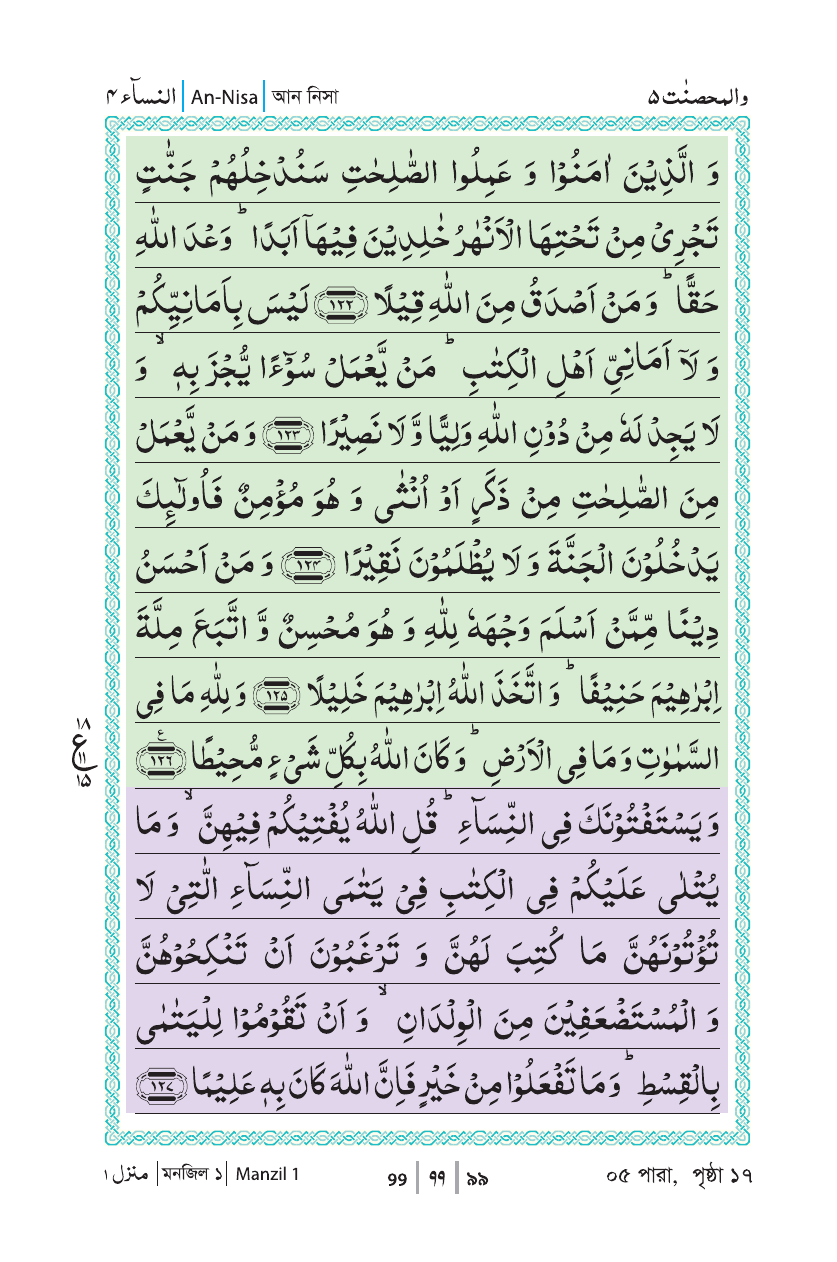 النسآء ۴ | An-Nisa | আন নিসা والمحصنٰت ۵
وَ الَّذِیْنَ اٰمَنُوْا وَ عَمِلُوا الصّٰلِحٰتِ سَنُدْخِلُهُمْ جَنّٰتٍ
تَجْرِیْ مِنْ تَحْتِهَا الْاَنْهٰرُ خٰلِدِیْنَ فِیْهَاۤ اَبَدًا ؕ وَعْدَ اللّٰهِ
حَقًّا ؕ وَ مَنْ اَصْدَقُ مِنَ اللّٰهِ قِیْلًا ﴿۱۲۲﴾ لَیْسَ بِاَمَانِیِّكُمْ
وَ لَاۤ اَمَانِیِّ اَهْلِ الْكِتٰبِ ؕ مَنْ یَّعْمَلْ سُوْٓءًا یُّجْزَ بِهٖ ۙ وَ
لَا یَجِدْ لَهٗ مِنْ دُوْنِ اللّٰهِ وَلِیًّا وَّ لَا نَصِیْرًا ﴿۱۲۳﴾ وَ مَنْ یَّعْمَلْ
مِنَ الصّٰلِحٰتِ مِنْ ذَكَرٍ اَوْ اُنْثٰی وَ هُوَ مُؤْمِنٌ فَاُولٰٓئِكَ
یَدْخُلُوْنَ الْجَنَّةَ وَ لَا یُظْلَمُوْنَ نَقِیْرًا ﴿۱۲۴﴾ وَ مَنْ اَحْسَنُ
دِیْنًا مِّمَّنْ اَسْلَمَ وَجْهَهٗ لِلّٰهِ وَ هُوَ مُحْسِنٌ وَّ اتَّبَعَ مِلَّةَ
اِبْرٰهِیْمَ حَنِیْفًا ؕ وَ اتَّخَذَ اللّٰهُ اِبْرٰهِیْمَ خَلِیْلًا ﴿۱۲۵﴾ وَ لِلّٰهِ مَا فِی
السَّمٰوٰتِ وَ مَا فِی الْاَرْضِ ؕ وَ كَانَ اللّٰهُ بِكُلِّ شَیْءٍ مُّحِیْطًا ﴿۱۲۶﴾ ع
۱۸
ع ۱۱
۱۵
وَ یَسْتَفْتُوْنَكَ فِی النِّسَآءِ ؕ قُلِ اللّٰهُ یُفْتِیْكُمْ فِیْهِنَّ ۙ وَ مَا
یُتْلٰی عَلَیْكُمْ فِی الْكِتٰبِ فِیْ یَتٰمَی النِّسَآءِ الّٰتِیْ لَا
تُؤْتُوْنَهُنَّ مَا كُتِبَ لَهُنَّ وَ تَرْغَبُوْنَ اَنْ تَنْكِحُوْهُنَّ
وَ الْمُسْتَضْعَفِیْنَ مِنَ الْوِلْدَانِ ۙ وَ اَنْ تَقُوْمُوْا لِلْیَتٰمٰی
بِالْقِسْطِ ؕ وَ مَا تَفْعَلُوْا مِنْ خَیْرٍ فَاِنَّ اللّٰهَ كَانَ بِهٖ عَلِیْمًا ﴿۱۲۷﴾
منزل ۱ | মনজিল ১ | Manzil 1 99 | ۹۹ | ৯৯ ০৫ পারা, পৃষ্ঠা ১৭